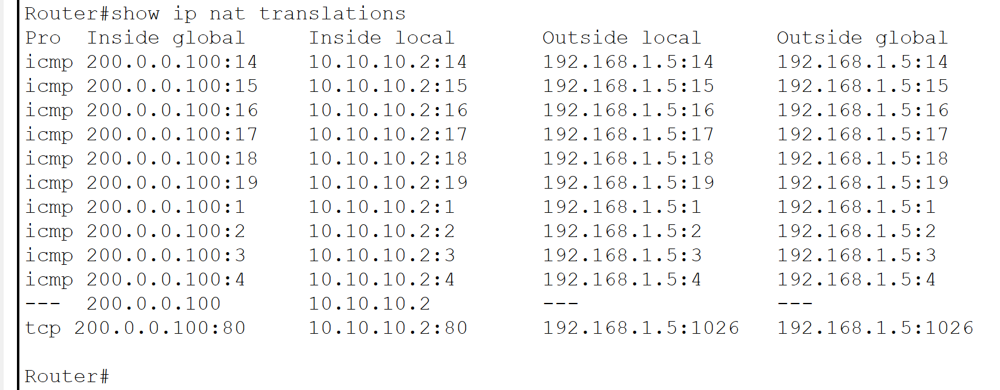 Router#show ip nat translations
Pro  Inside global     Inside local       Outside local      Outside global
icmp 200.0.0.100:14    10.10.10.2:14      192.168.1.5:14     192.168.1.5:14
icmp 200.0.0.100:15    10.10.10.2:15      192.168.1.5:15     192.168.1.5:15
icmp 200.0.0.100:16    10.10.10.2:16      192.168.1.5:16     192.168.1.5:16
icmp 200.0.0.100:17    10.10.10.2:17      192.168.1.5:17     192.168.1.5:17
icmp 200.0.0.100:18    10.10.10.2:18      192.168.1.5:18     192.168.1.5:18
icmp 200.0.0.100:19    10.10.10.2:19      192.168.1.5:19     192.168.1.5:19
icmp 200.0.0.100:1     10.10.10.2:1       192.168.1.5:1      192.168.1.5:1
icmp 200.0.0.100:2     10.10.10.2:2       192.168.1.5:2      192.168.1.5:2
icmp 200.0.0.100:3     10.10.10.2:3       192.168.1.5:3      192.168.1.5:3
icmp 200.0.0.100:4     10.10.10.2:4       192.168.1.5:4      192.168.1.5:4
---  200.0.0.100       10.10.10.2         ---                ---
tcp 200.0.0.100:80     10.10.10.2:80      192.168.1.5:1026   192.168.1.5:1026
Router#